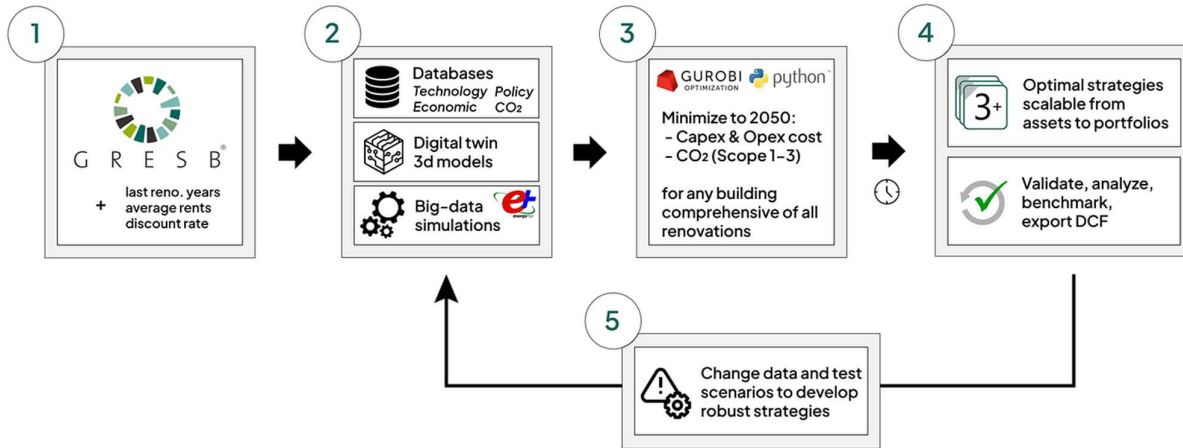 1
GRESB®
+
last reno. years
average rents
discount rate
2
Databases
Technology Policy
Economic CO₂
Digital twin
3d models
Big-data
simulations
e+
3
GUROBI
OPTIMIZATION
python™
Minimize to 2050:
- Capex & Opex cost
- CO₂ (Scope 1-3)
for any building
comprehensive of all
renovations
4
3+
Optimal strategies
scalable from
assets to portfolios
Validate, analyze,
benchmark,
export DCF
5
Change data and test
scenarios to develop
robust strategies